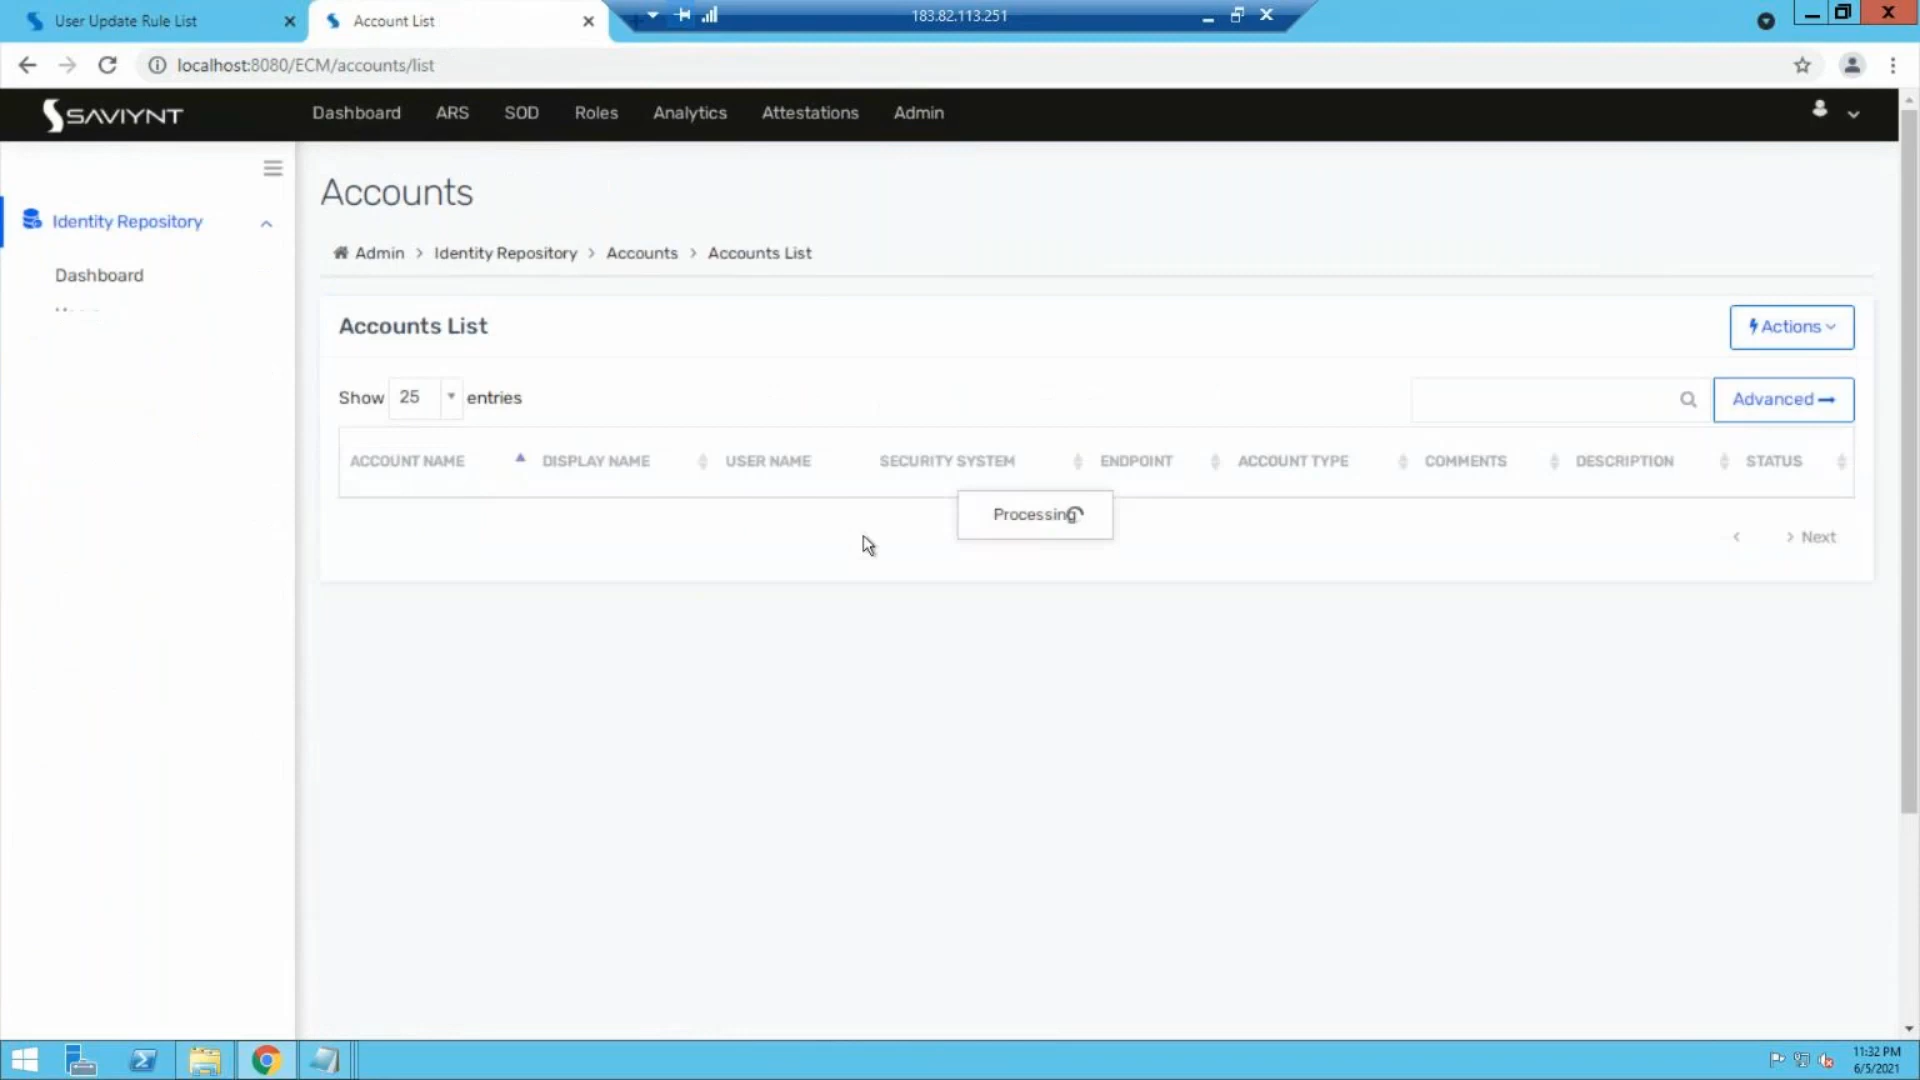 User Update Rule List
Account List
183.82.113.251
localhost:8080/ECM/accounts/list
SAVIYNT
Dashboard
ARS
SOD
Roles
Analytics
Attestations
Admin
Identity Repository
Dashboard
Accounts
Admin > Identity Repository > Accounts > Accounts List
Accounts List
Actions
Show 25 entries
Advanced
ACCOUNT NAME
DISPLAY NAME
USER NAME
SECURITY SYSTEM
ENDPOINT
ACCOUNT TYPE
COMMENTS
DESCRIPTION
STATUS
Processing
Next
11:32 PM
6/5/2021